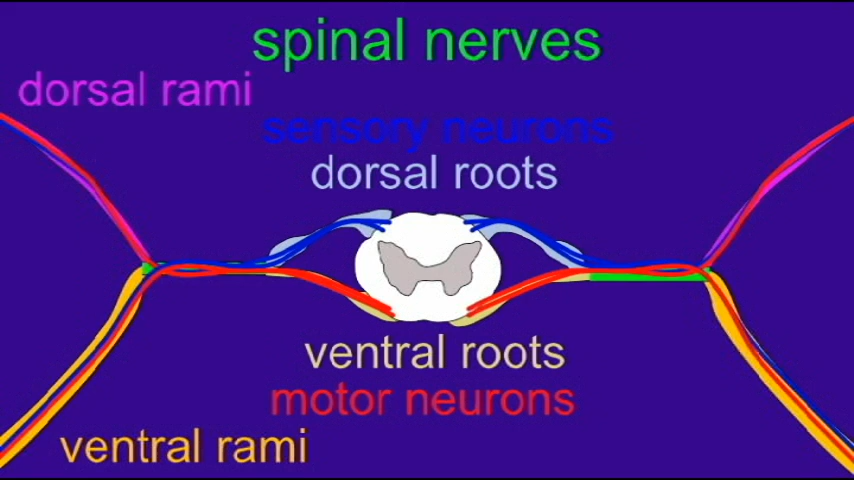 spinal nerves
dorsal rami
sensory neurons
dorsal roots
ventral roots
motor neurons
ventral rami